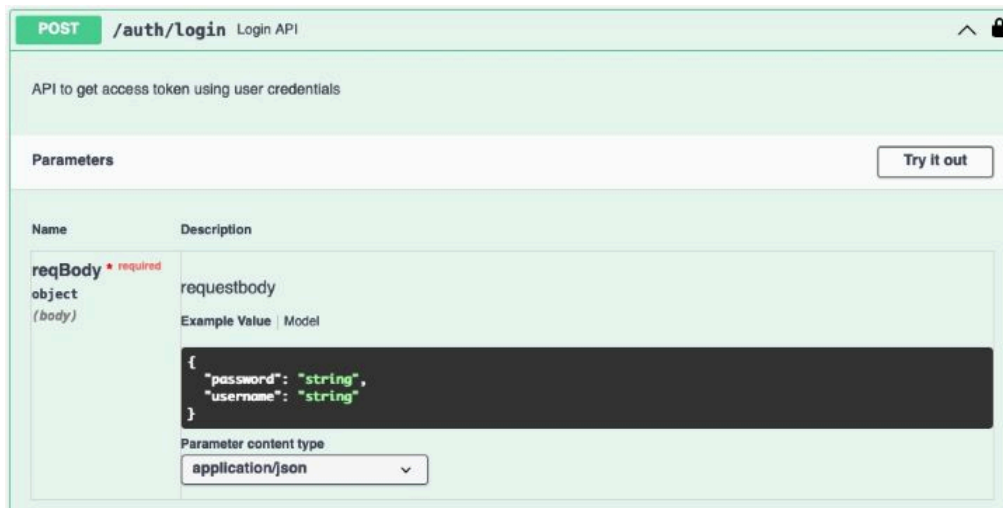 POST /auth/login Login API
API to get access token using user credentials
Parameters
Try it out
Name Description
reqBody * required
object
(body)
requestbody
Example Value | Model
{
"password": "string",
"username": "string"
}
Parameter content type
application/json